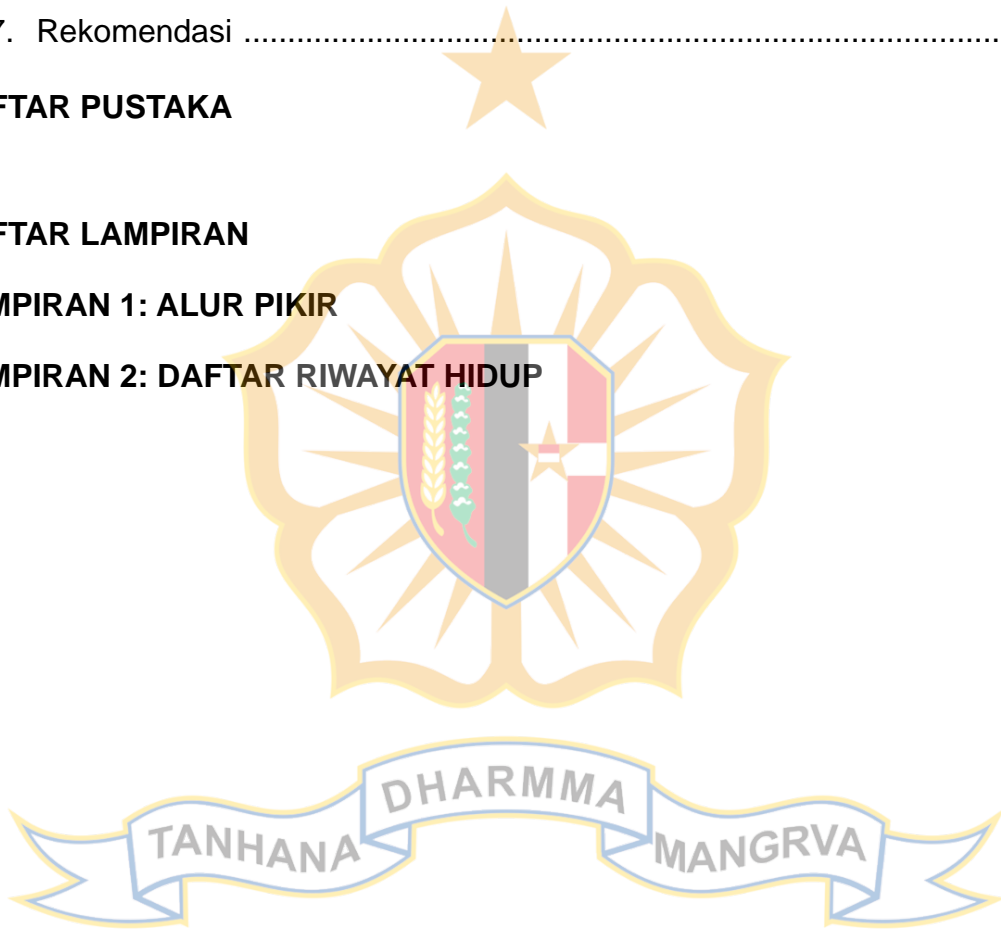 7. Rekomendasi ........................................................................................
FTAR PUSTAKA
FTAR LAMPIRAN
MPIRAN 1: ALUR PIKIR
MPIRAN 2: DAFTAR RIWAYAT HIDUP
TANHANA DHARMMA MANGRVA